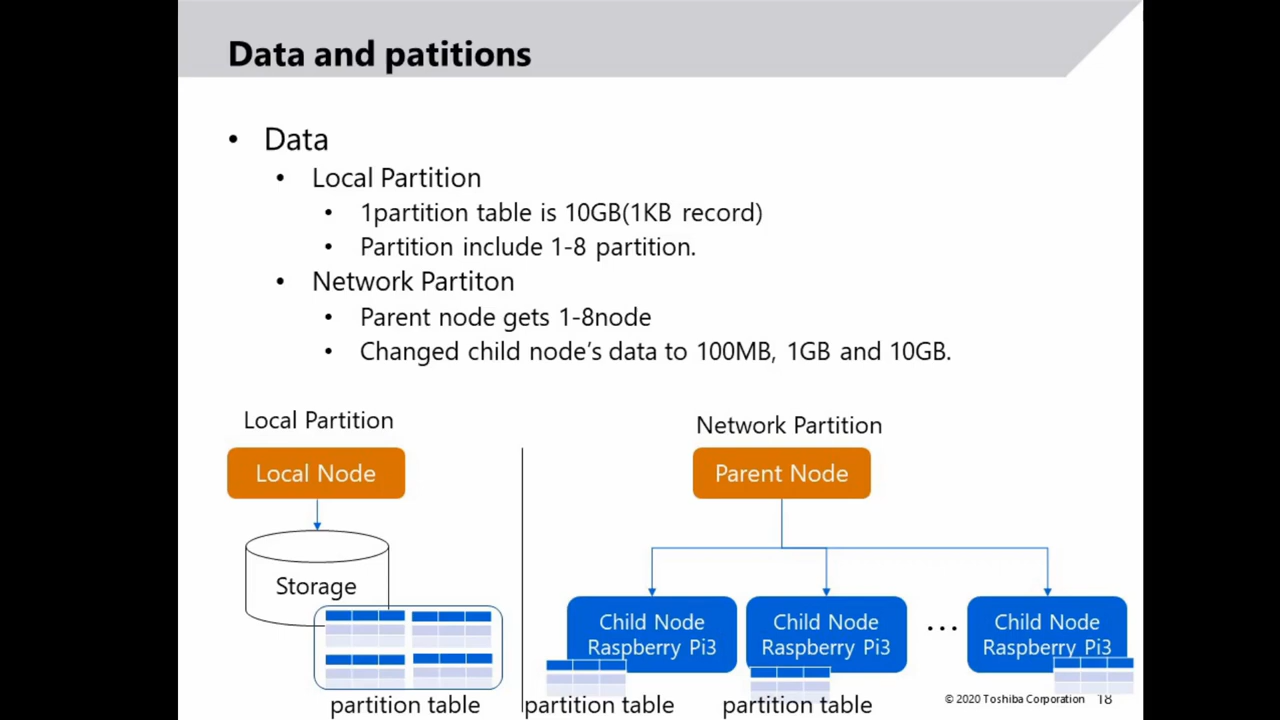 Data and patitions
• Data
• Local Partition
• 1partition table is 10GB(1KB record)
• Partition include 1-8 partition.
• Network Partiton
• Parent node gets 1-8node
• Changed child node’s data to 100MB, 1GB and 10GB.
Local Partition
Local Node
Storage
partition table
Network Partition
Parent Node
Child Node
Raspberry Pi3
Child Node
Raspberry Pi3
...
Child Node
Raspberry Pi3
partition table
partition table
© 2020 Toshiba Corporation 18